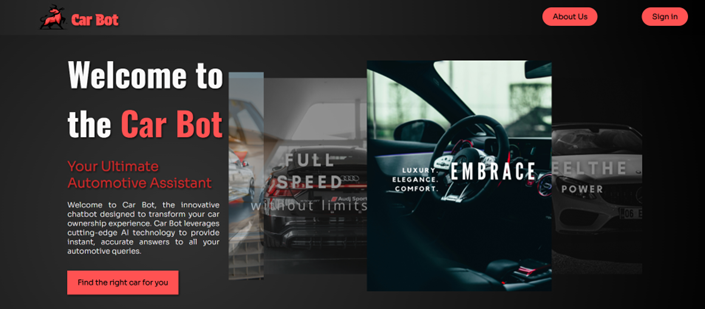 Car Bot
About Us
Sign in
Welcome to
the Car Bot
Your Ultimate
Automotive Assistant
Welcome to Car Bot, the innovative
chatbot designed to transform your car
ownership experience. Car Bot leverages
cutting-edge AI technology to provide
instant, accurate answers to all your
automotive queries.
Find the right car for you
FULL
SPEED
without limits
Audi Sport
LUXURY
ELEGANCE.
COMFORT.
EMBRACE
EELTHE
POWER